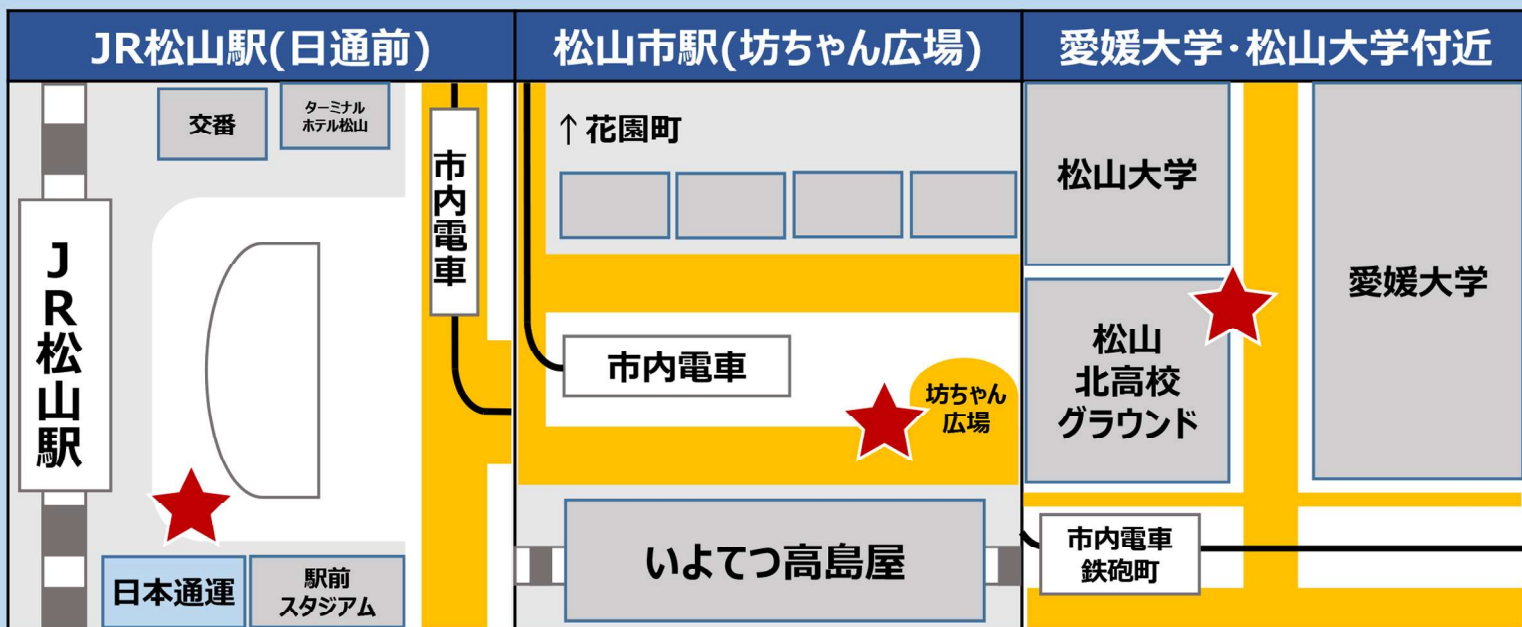 JR松山駅(日通前)
交番
ターミナル
ホテル松山
市内電車
JR松山駅
日本通運
駅前
スタジアム
松山市駅(坊ちゃん広場)
↑花園町
市内電車
坊ちゃん
広場
いよてつ高島屋
愛媛大学・松山大学付近
松山大学
愛媛大学
松山
北高校
グラウンド
市内電車
鉄砲町